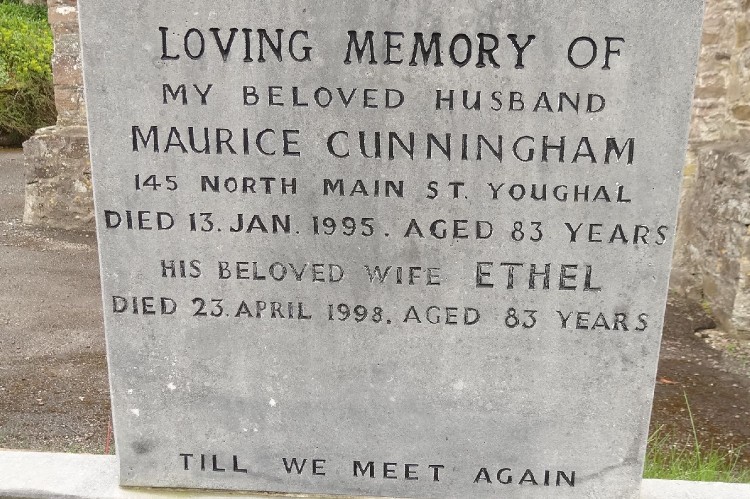 LOVING MEMORY OF
MY BELOVED HUSBAND
MAURICE CUNNINGHAM
145 NORTH MAIN ST. YOUGHAL
DIED 13. JAN. 1995. AGED 83 YEARS
HIS BELOVED WIFE ETHEL
DIED 23. APRIL 1998. AGED 83 YEARS
TILL WE MEET AGAIN